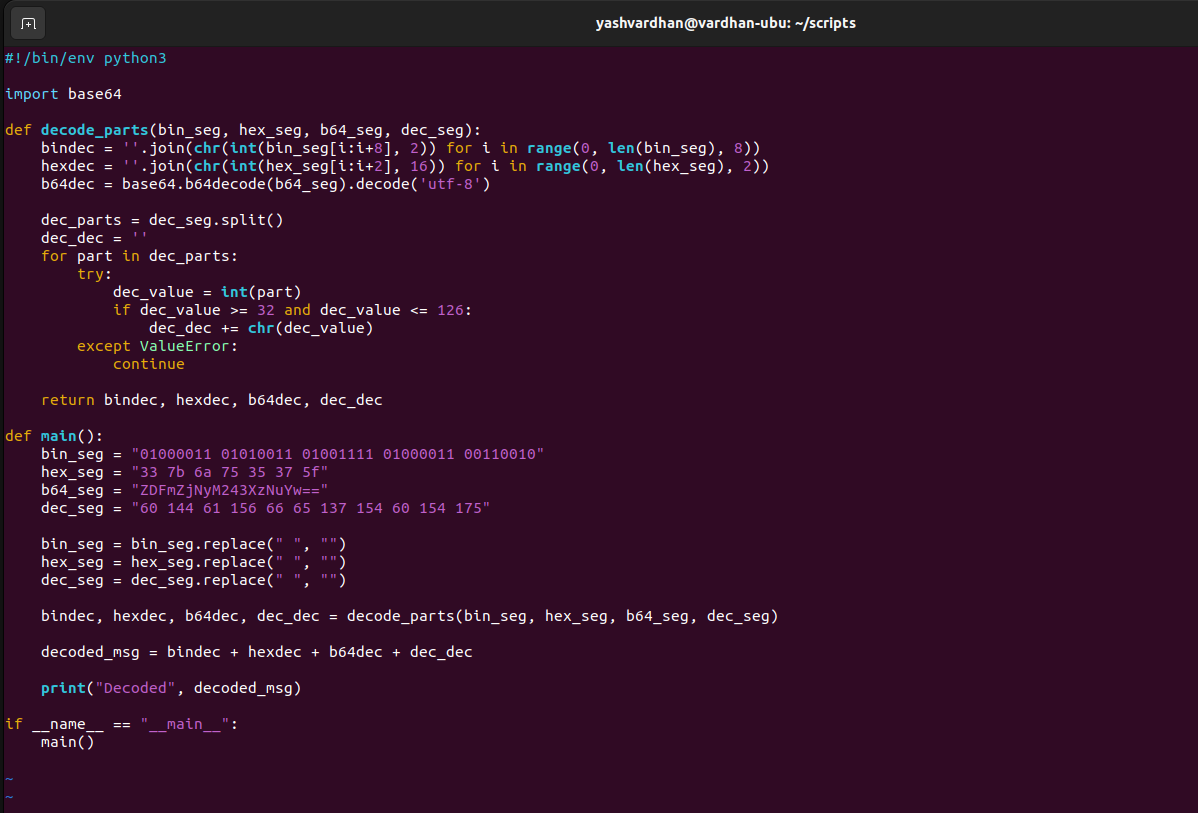 yashvardhan@vardhan-ubu: ~/scripts
#!/bin/env python3

import base64

def decode_parts(bin_seg, hex_seg, b64_seg, dec_seg):
    bindec = ''.join(chr(int(bin_seg[i:i+8], 2)) for i in range(0, len(bin_seg), 8))
    hexdec = ''.join(chr(int(hex_seg[i:i+2], 16)) for i in range(0, len(hex_seg), 2))
    b64dec = base64.b64decode(b64_seg).decode('utf-8')

    dec_parts = dec_seg.split()
    dec_dec = ''
    for part in dec_parts:
        try:
            dec_value = int(part)
            if dec_value >= 32 and dec_value <= 126:
                dec_dec += chr(dec_value)
        except ValueError:
            continue

    return bindec, hexdec, b64dec, dec_dec

def main():
    bin_seg = "01000011 01010011 01001111 01000011 00110010"
    hex_seg = "33 7b 6a 75 35 37 5f"
    b64_seg = "ZDFmZjNyM243XzNuYw=="
    dec_seg = "60 144 61 156 66 65 137 154 60 154 175"

    bin_seg = bin_seg.replace(" ", "")
    hex_seg = hex_seg.replace(" ", "")
    dec_seg = dec_seg.replace(" ", "")

    bindec, hexdec, b64dec, dec_dec = decode_parts(bin_seg, hex_seg, b64_seg, dec_seg)

    decoded_msg = bindec + hexdec + b64dec + dec_dec

    print("Decoded", decoded_msg)

if __name__ == "__main__":
    main()

~
~